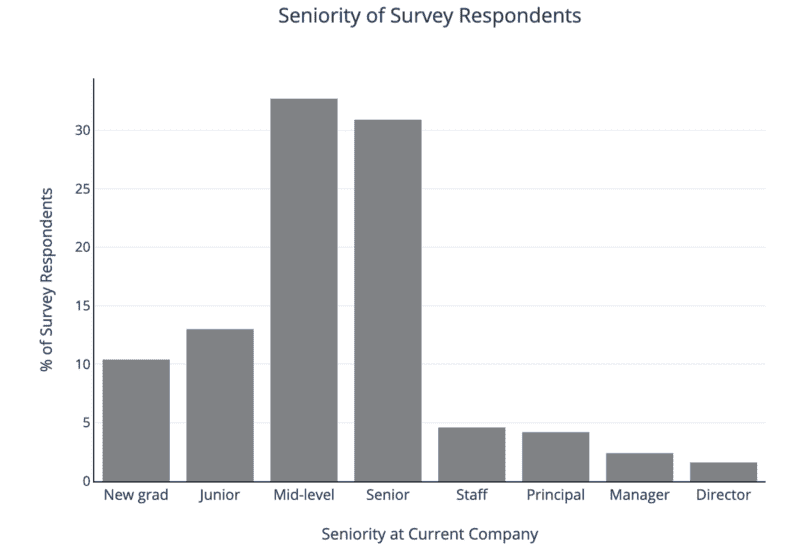 Seniority of Survey Respondents
% of Survey Respondents
30
25
20
15
10
5
0
New grad Junior Mid-level Senior Staff Principal Manager Director
Seniority at Current Company